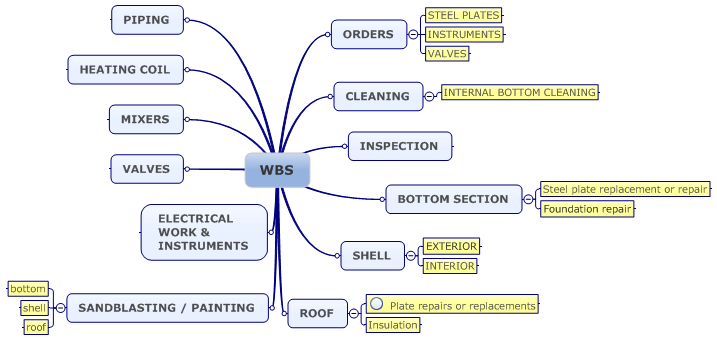 PIPING
HEATING COIL
MIXERS
VALVES
ELECTRICAL
WORK &
INSTRUMENTS
SANDBLASTING / PAINTING
bottom
shell
roof
WBS
ORDERS
STEEL PLATES
INSTRUMENTS
VALVES
CLEANING
INTERNAL BOTTOM CLEANING
INSPECTION
BOTTOM SECTION
Steel plate replacement or repair
Foundation repair
SHELL
EXTERIOR
INTERIOR
ROOF
Plate repairs or replacements
Insulation